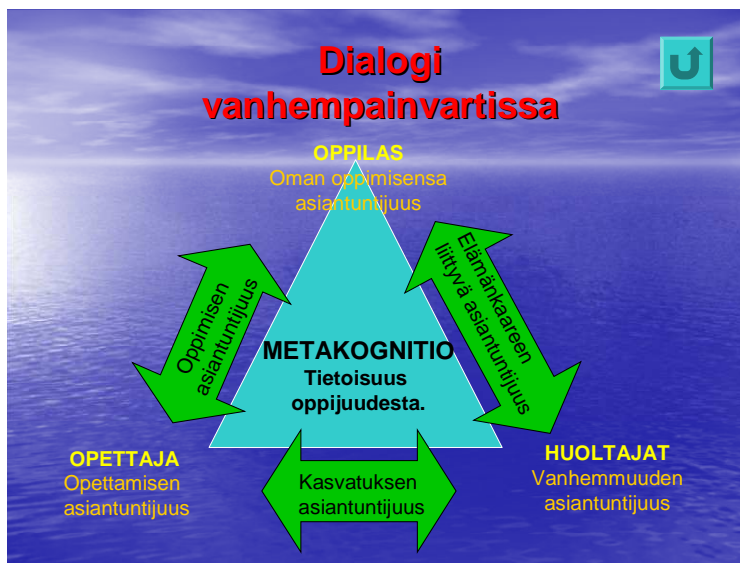 Dialogi
vanhempainvartissa
OPPILAS
Oman oppimisensa
asiantuntijuus
Oppimisen
asiantuntijuus
Elämänkaareen
liittyvä asiantuntijuus
METAKOGNITIO
Tietoisuus
oppijuudesta.
OPETTAJA
Opettamisen
asiantuntijuus
Kasvatuksen
asiantuntijuus
HUOLTAJAT
Vanhemmuuden
asiantuntijuus